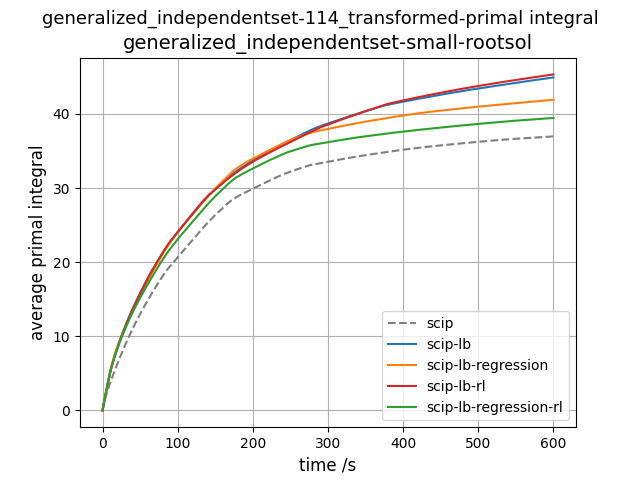 generalized_independentset-114_transformed-primal integral
generalized_independentset-small-rootsol
average primal integral
40
30
20
10
0
scip
scip-lb
scip-lb-regression
scip-lb-rl
scip-lb-regression-rl
0 100 200 300 400 500 600
time /s